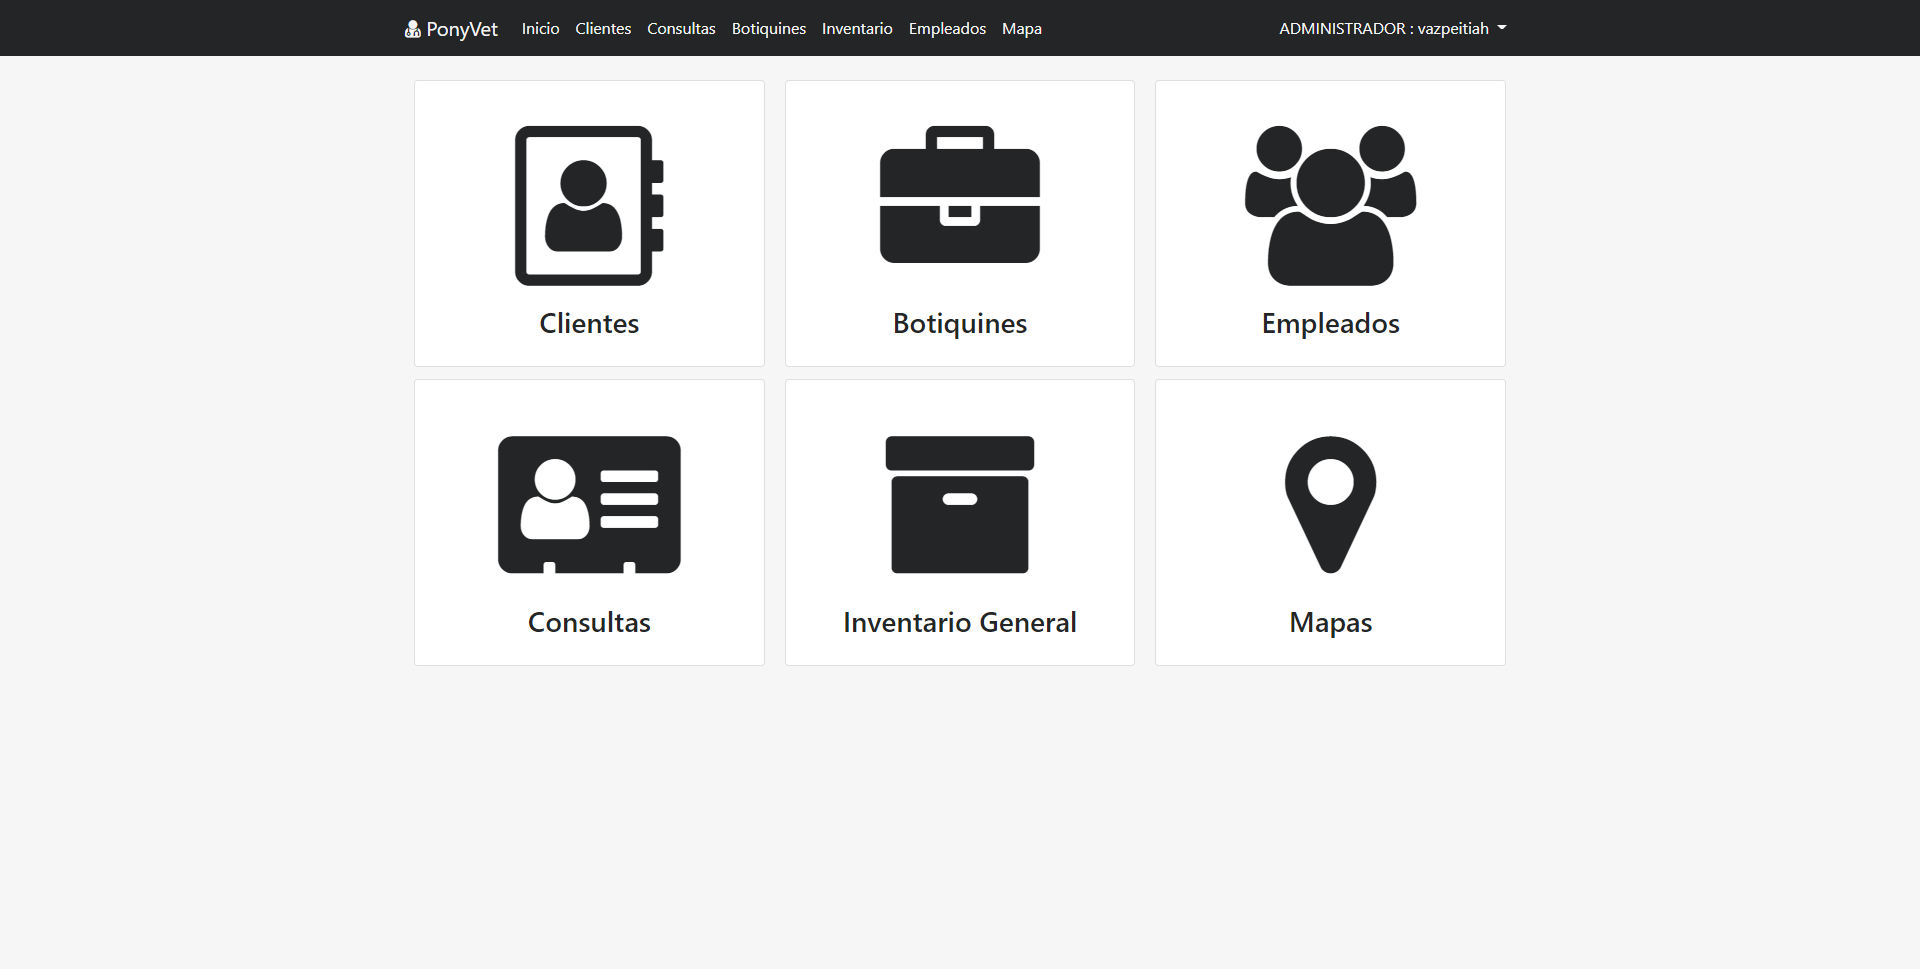 PonyVet Inicio Clientes Consultas Botiquines Inventario Empleados Mapa ADMINISTRADOR : vazpeitiah
Clientes Botiquines Empleados
Consultas Inventario General Mapas